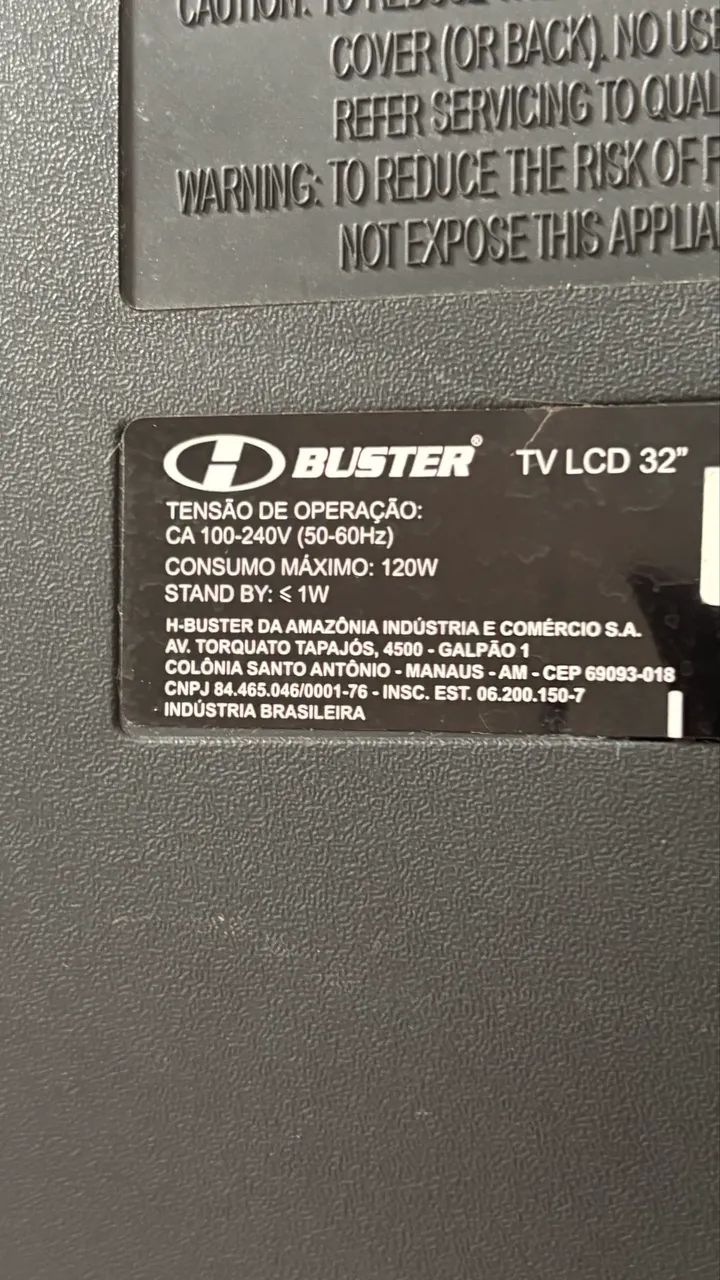 CAUTION: TO REDUCE
COVER (OR BACK). NO
REFER SERVICING TO
WARNING: TO REDUCE THE RISK OF
NOT EXPOSE THIS
H BUSTER® TV LCD 32”
TENSÃO DE OPERAÇÃO:
CA 100-240V (50-60Hz)
CONSUMO MÁXIMO: 120W
STAND BY: ≤ 1W
H-BUSTER DA AMAZÔNIA INDÚSTRIA E COMÉRCIO S.A.
AV. TORQUATO TAPAJÓS, 4500 - GALPÃO 1
COLÔNIA SANTO ANTÔNIO - MANAUS - AM - CEP 69093-018
CNPJ 84.465.046/0001-76 - INSC. EST. 06.200.150-7
INDÚSTRIA BRASILEIRA